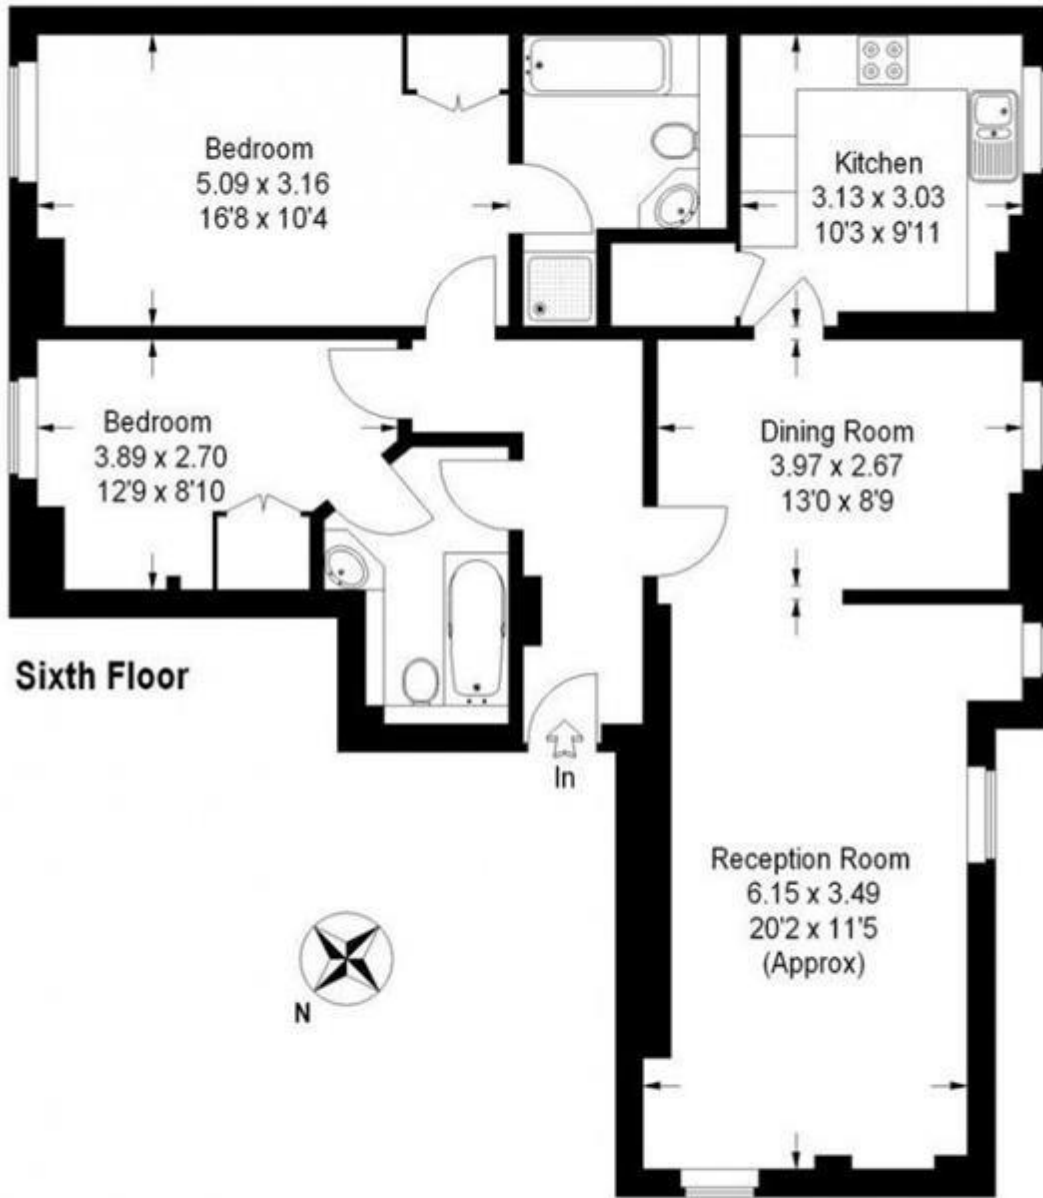 Bedroom
5.09 x 3.16
16'8 x 10'4
Kitchen
3.13 x 3.03
10'3 x 9'11
Bedroom
3.89 x 2.70
12'9 x 8'10
Dining Room
3.97 x 2.67
13'0 x 8'9
Sixth Floor
In
Reception Room
6.15 x 3.49
20'2 x 11'5
(Approx)
N